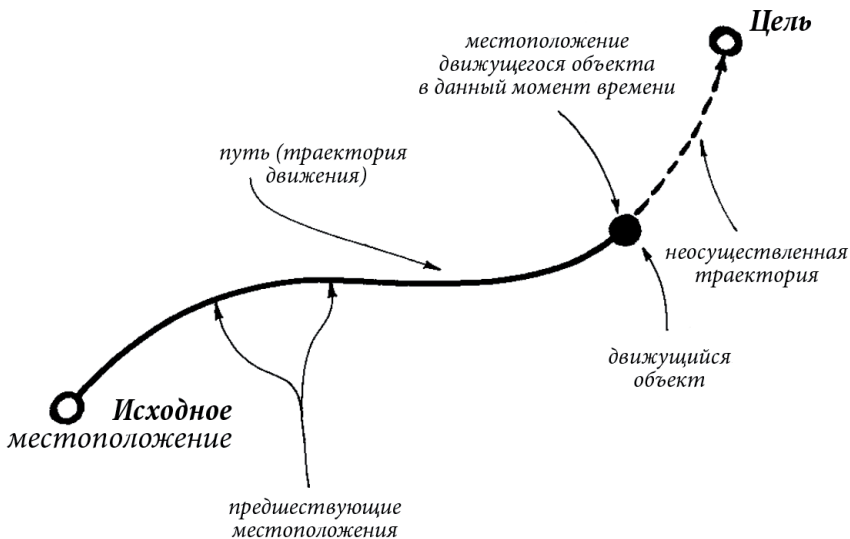 Цель
местоположение
движущегося объекта
в данный момент времени
путь (траектория
движения)
неосуществленная
траектория
движущийся
объект
Исходное
местоположение
предшествующие
местоположения